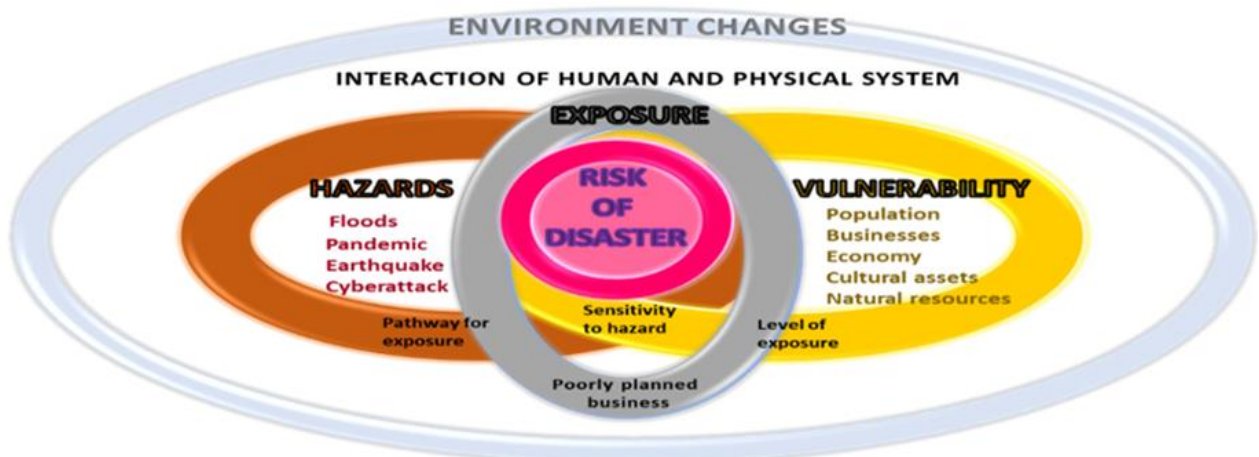 ENVIRONMENT CHANGES
INTERACTION OF HUMAN AND PHYSICAL SYSTEM
EXPOSURE
HAZARDS
Floods
Pandemic
Earthquake
Cyberattack
Pathway for
exposure
RISK
OF
DISASTER
Sensitivity
to hazard
Poorly planned
business
VULNERABILITY
Population
Businesses
Economy
Cultural assets
Natural resources
Level of
exposure